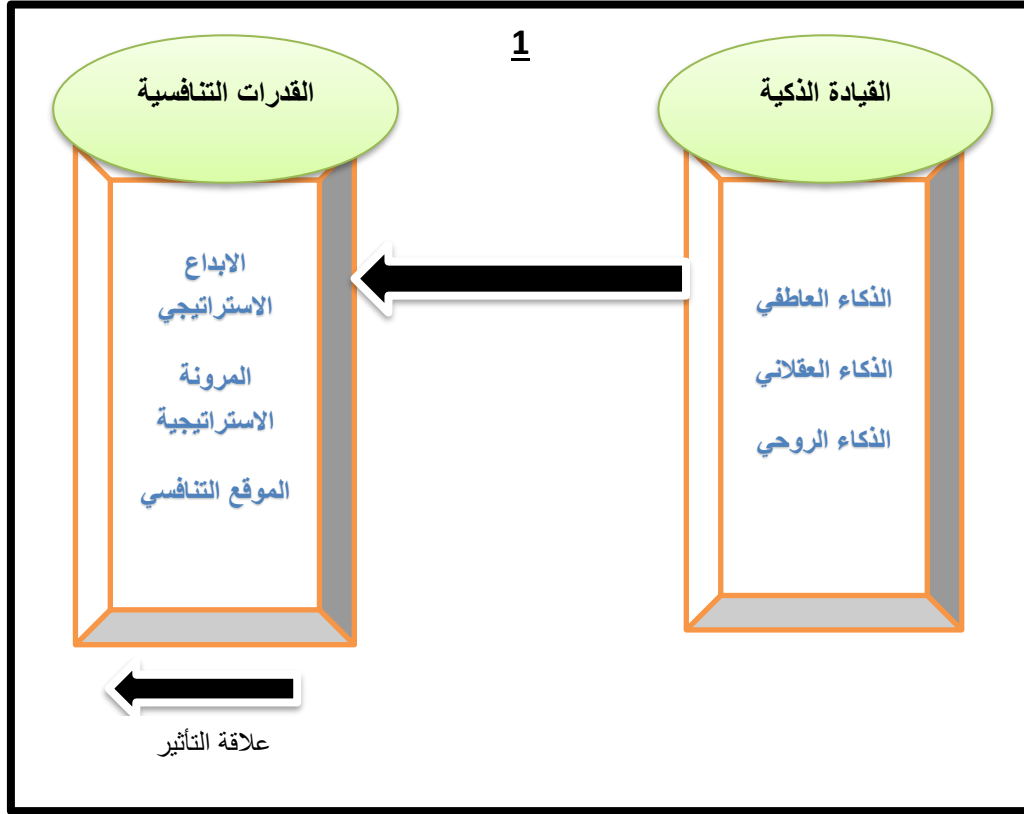 1
القيادة الذكية
الذكاء العاطفي
الذكاء العقلاني
الذكاء الروحي
القدرات التنافسية
الابداع
الاستراتيجي
المرونة
الاستراتيجية
الموقع التنافسي
علاقة التأثير